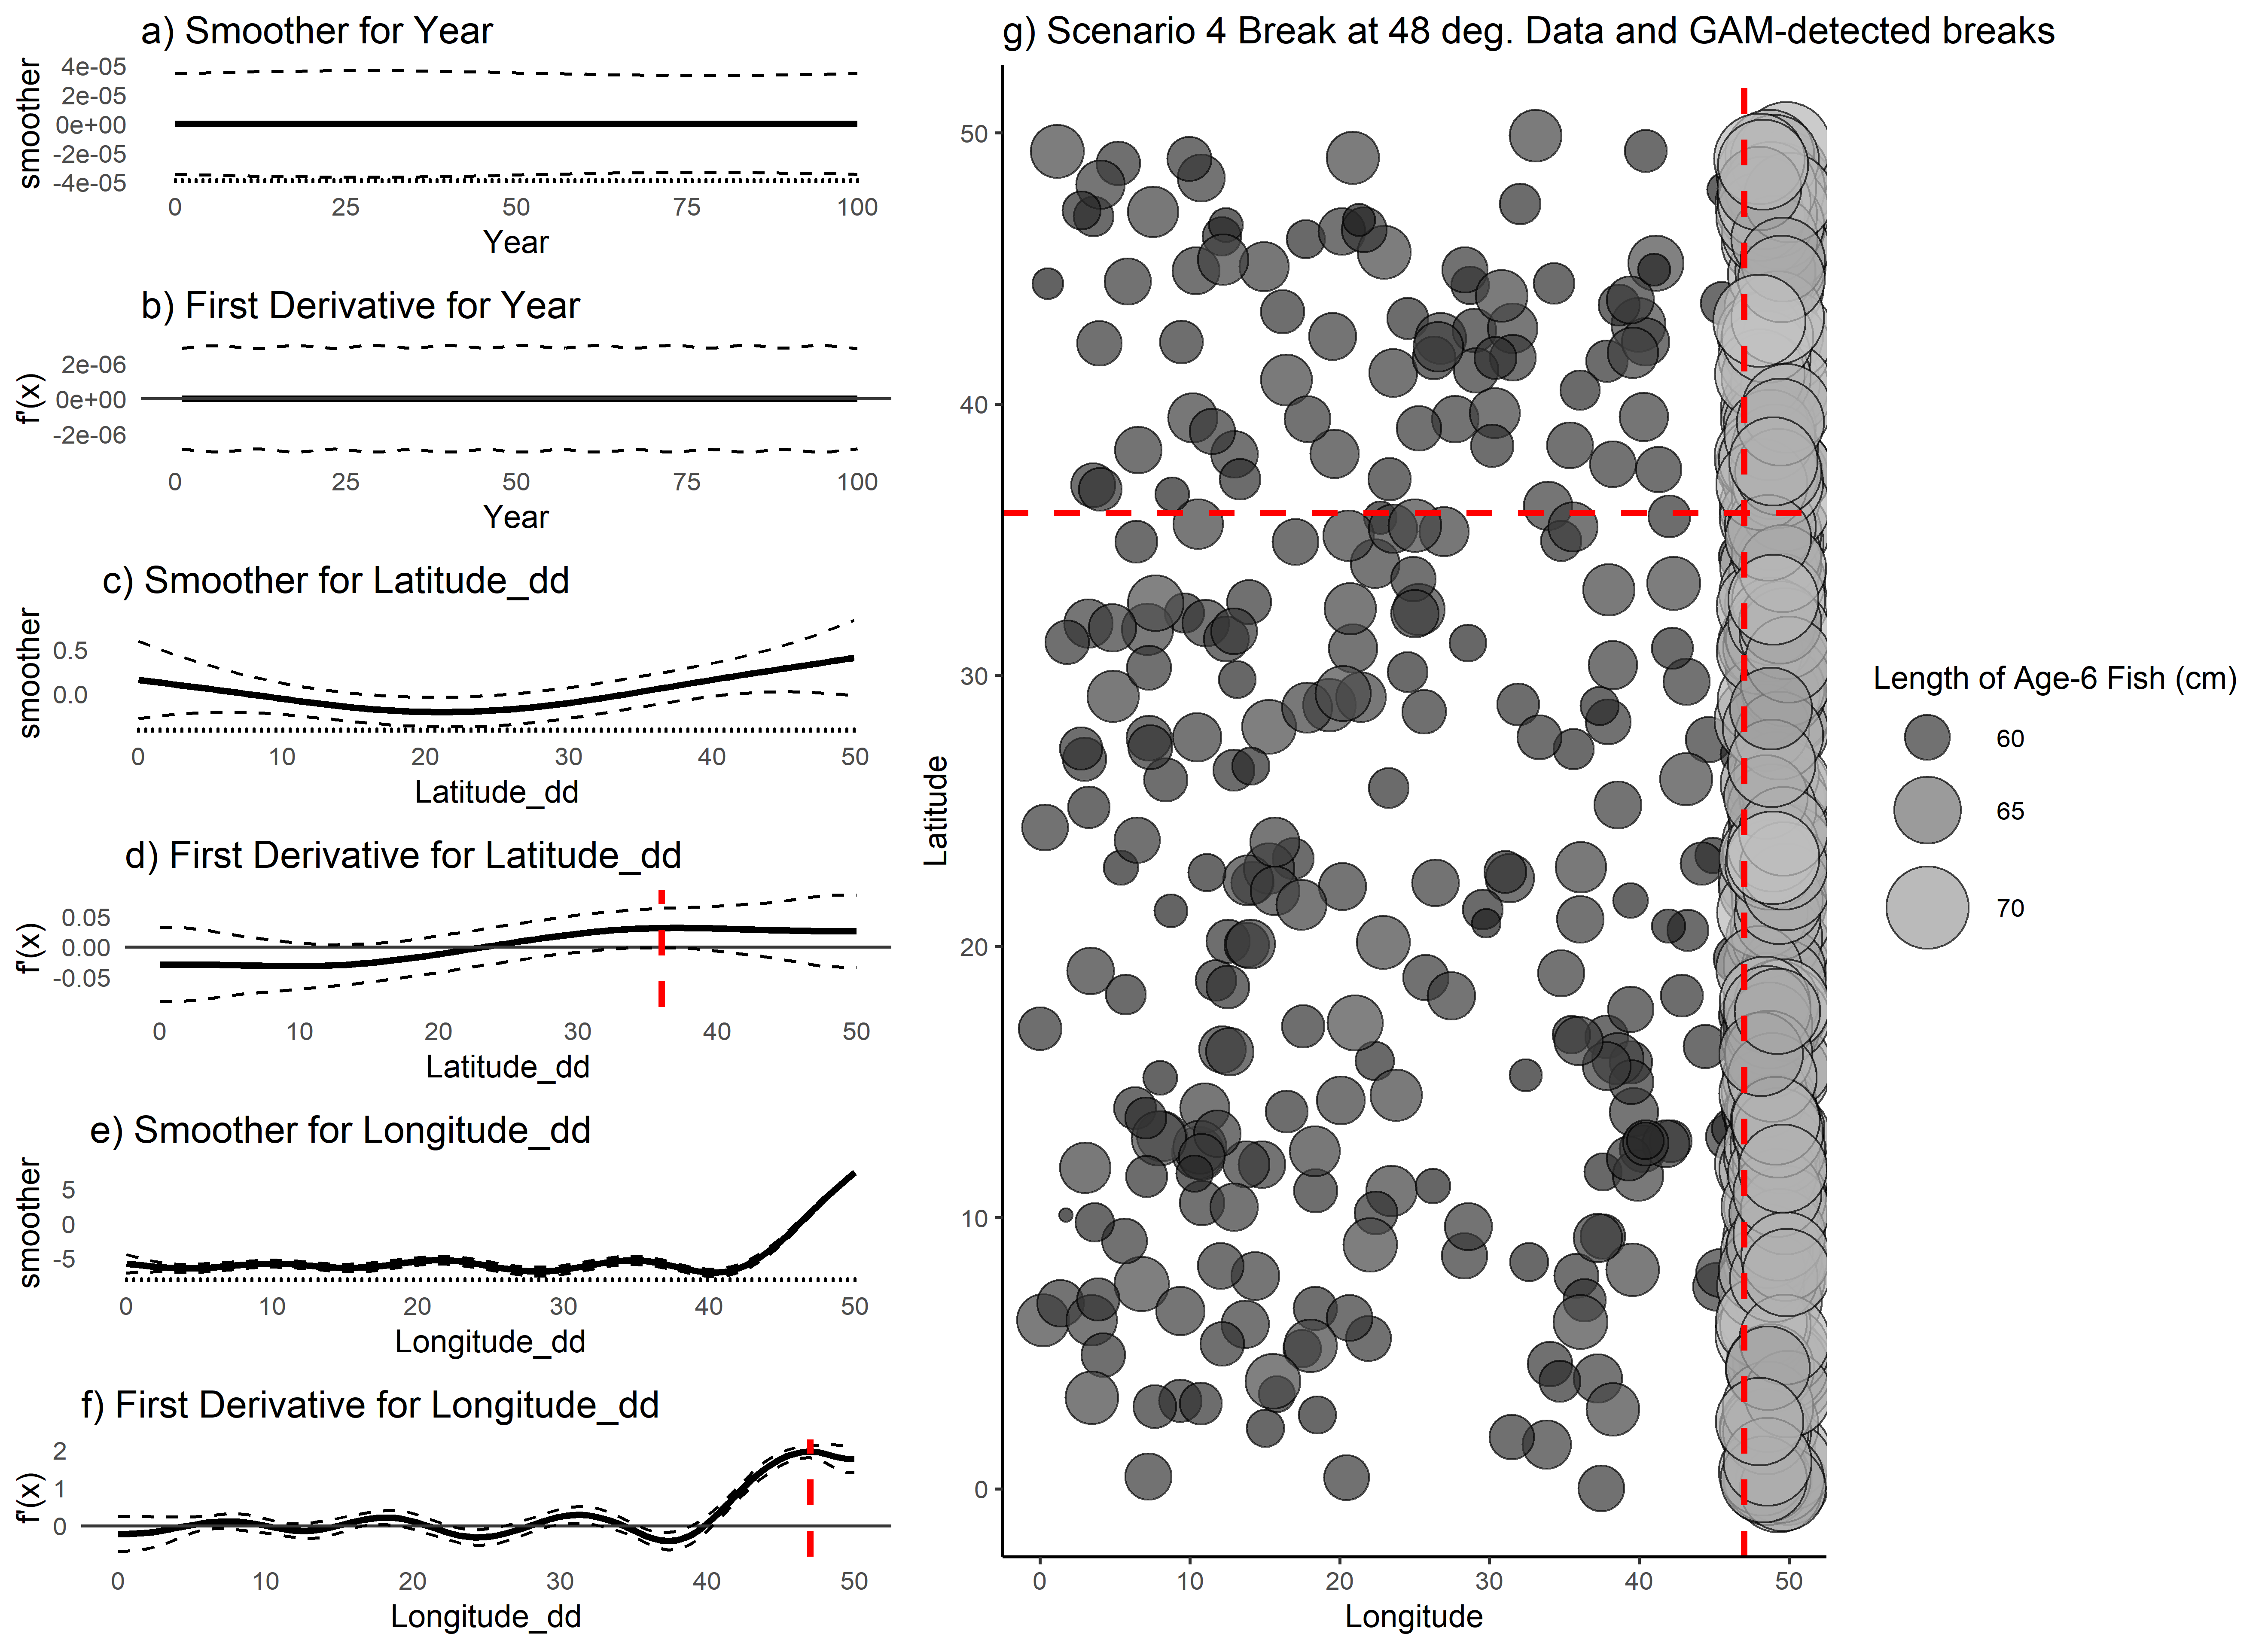 a) Smoother for Year
smoother
4e-05
2e-05
0e+00
-2e-05
-4e-05
0 25 50 75 100
Year
b) First Derivative for Year
f'(x)
2e-06
0e+00
-2e-06
0 25 50 75 100
Year
c) Smoother for Latitude_dd
smoother
0.5
0.0
0 10 20 30 40 50
Latitude_dd
d) First Derivative for Latitude_dd
f'(x)
0.05
0.00
-0.05
0 10 20 30 40 50
Latitude_dd
e) Smoother for Longitude_dd
smoother
5
0
-5
0 10 20 30 40 50
Longitude_dd
f) First Derivative for Longitude_dd
f'(x)
2
1
0
0 10 20 30 40 50
Longitude_dd
g) Scenario 4 Break at 48 deg. Data and GAM-detected breaks
Latitude
50
40
30
20
10
0
0 10 20 30 40 50
Longitude
Length of Age-6 Fish (cm)
60
65
70